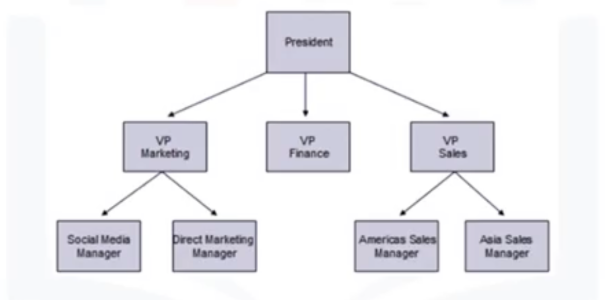 President
VP
Marketing
VP
Finance
VP
Sales
Social Media
Manager
Direct Marketing
Manager
Americas Sales
Manager
Asia Sales
Manager